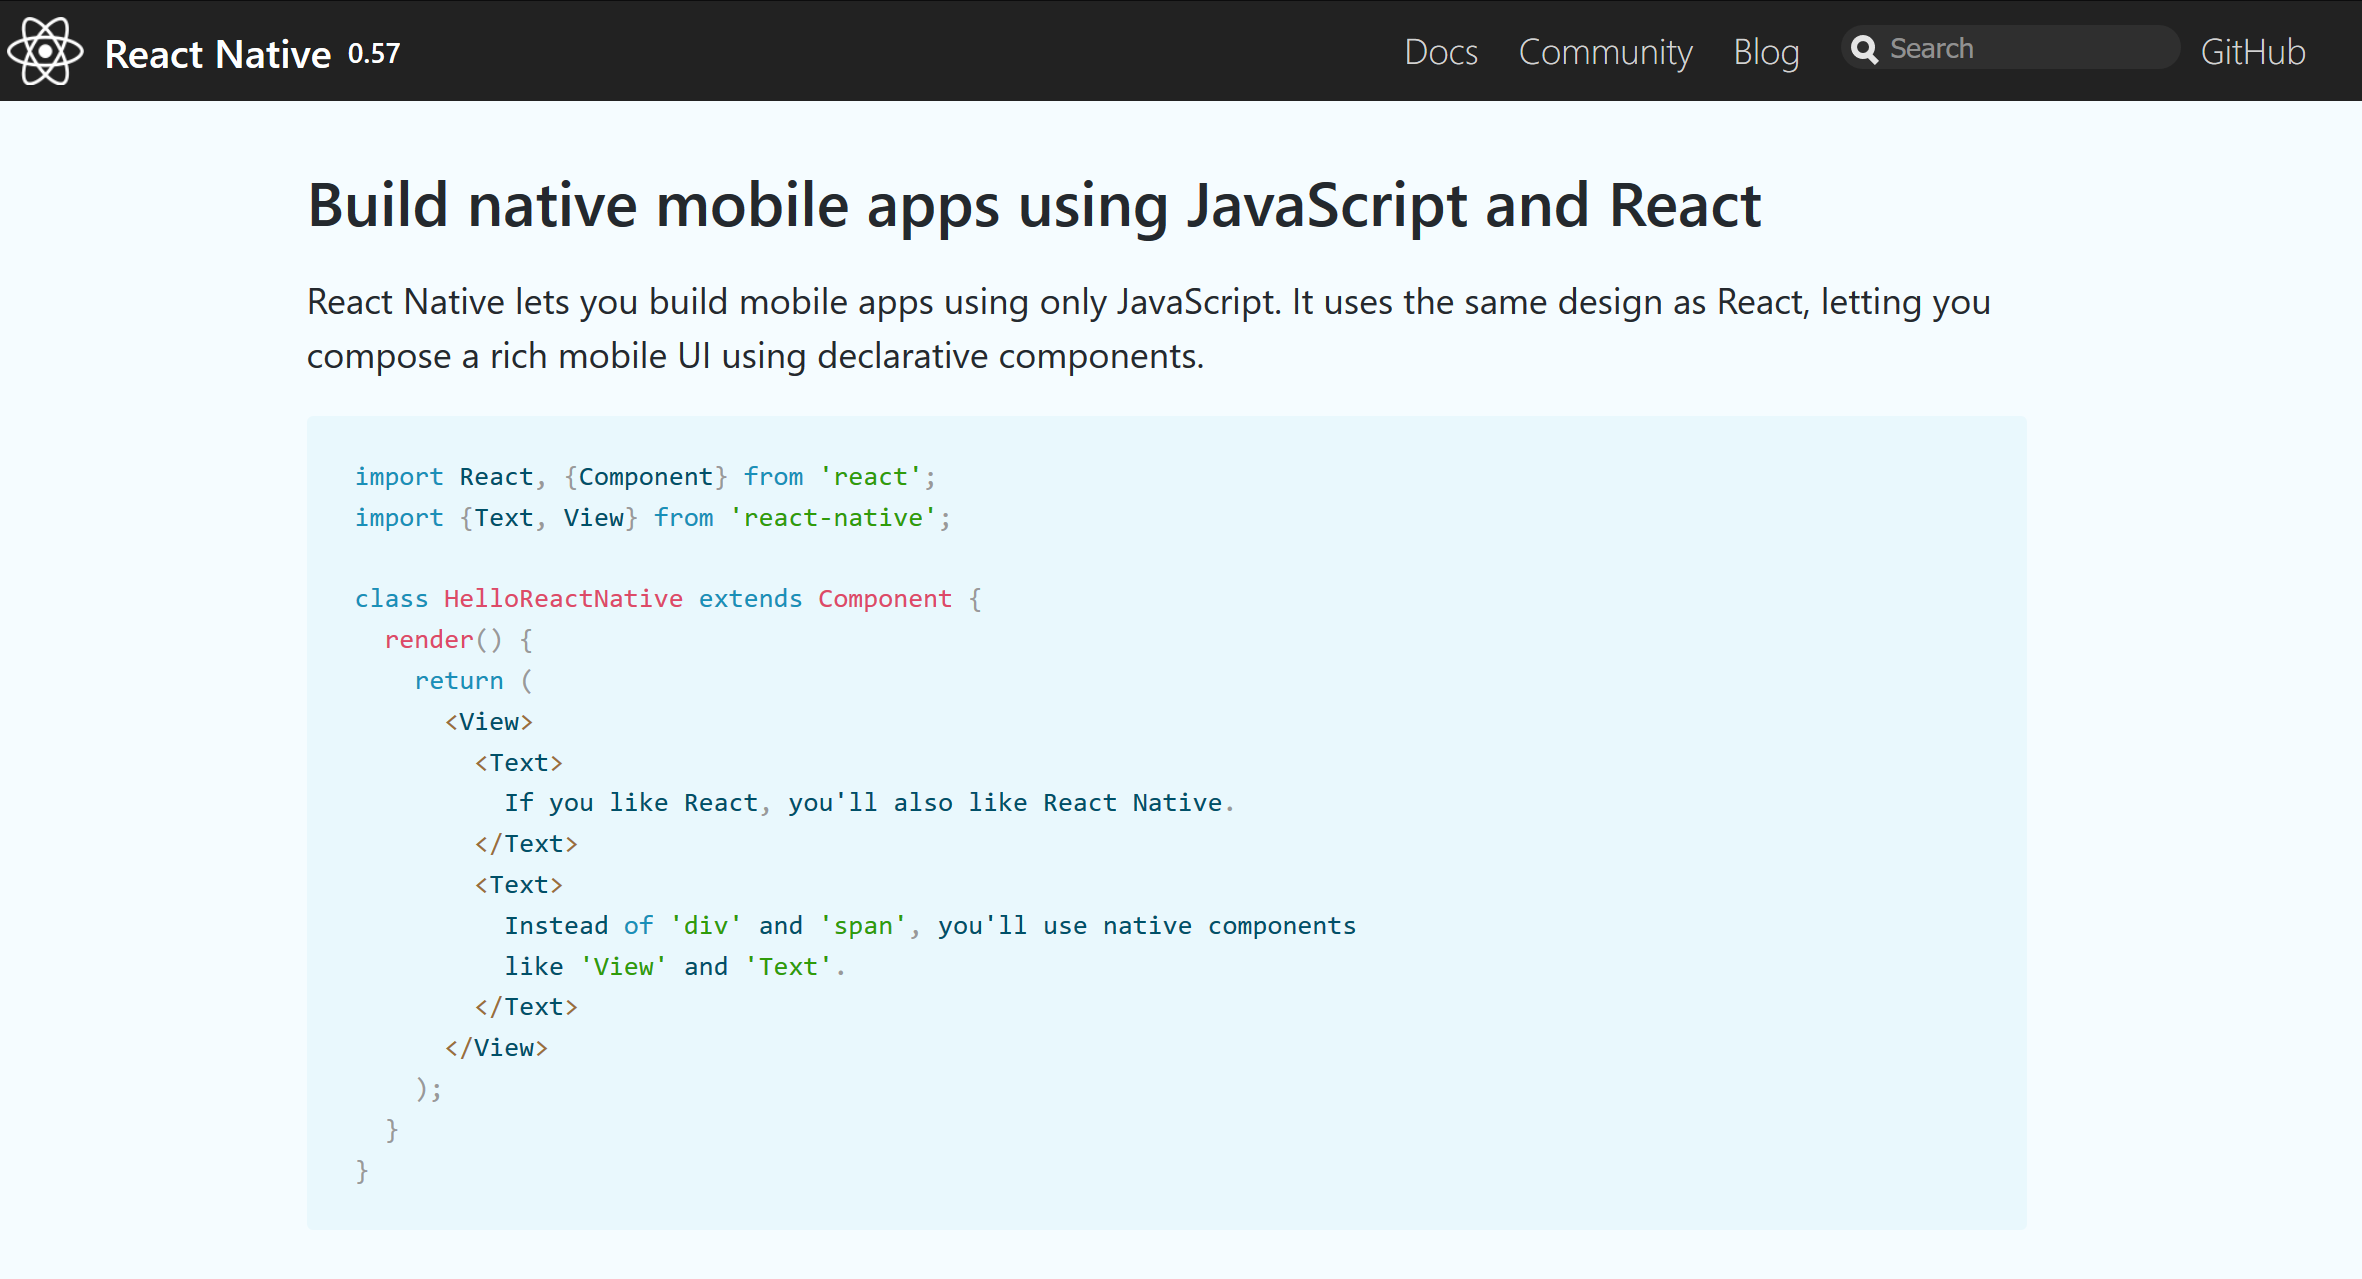 React Native 0.57 Docs Community Blog Search GitHub
Build native mobile apps using JavaScript and React
React Native lets you build mobile apps using only JavaScript. It uses the same design as React, letting you
compose a rich mobile UI using declarative components.
import React, {Component} from 'react';
import {Text, View} from 'react-native';
class HelloReactNative extends Component {
  render() {
    return (
      <View>
        <Text>
          If you like React, you'll also like React Native.
        </Text>
        <Text>
          Instead of 'div' and 'span', you'll use native components
          like 'View' and 'Text'.
        </Text>
      </View>
    );
  }
}